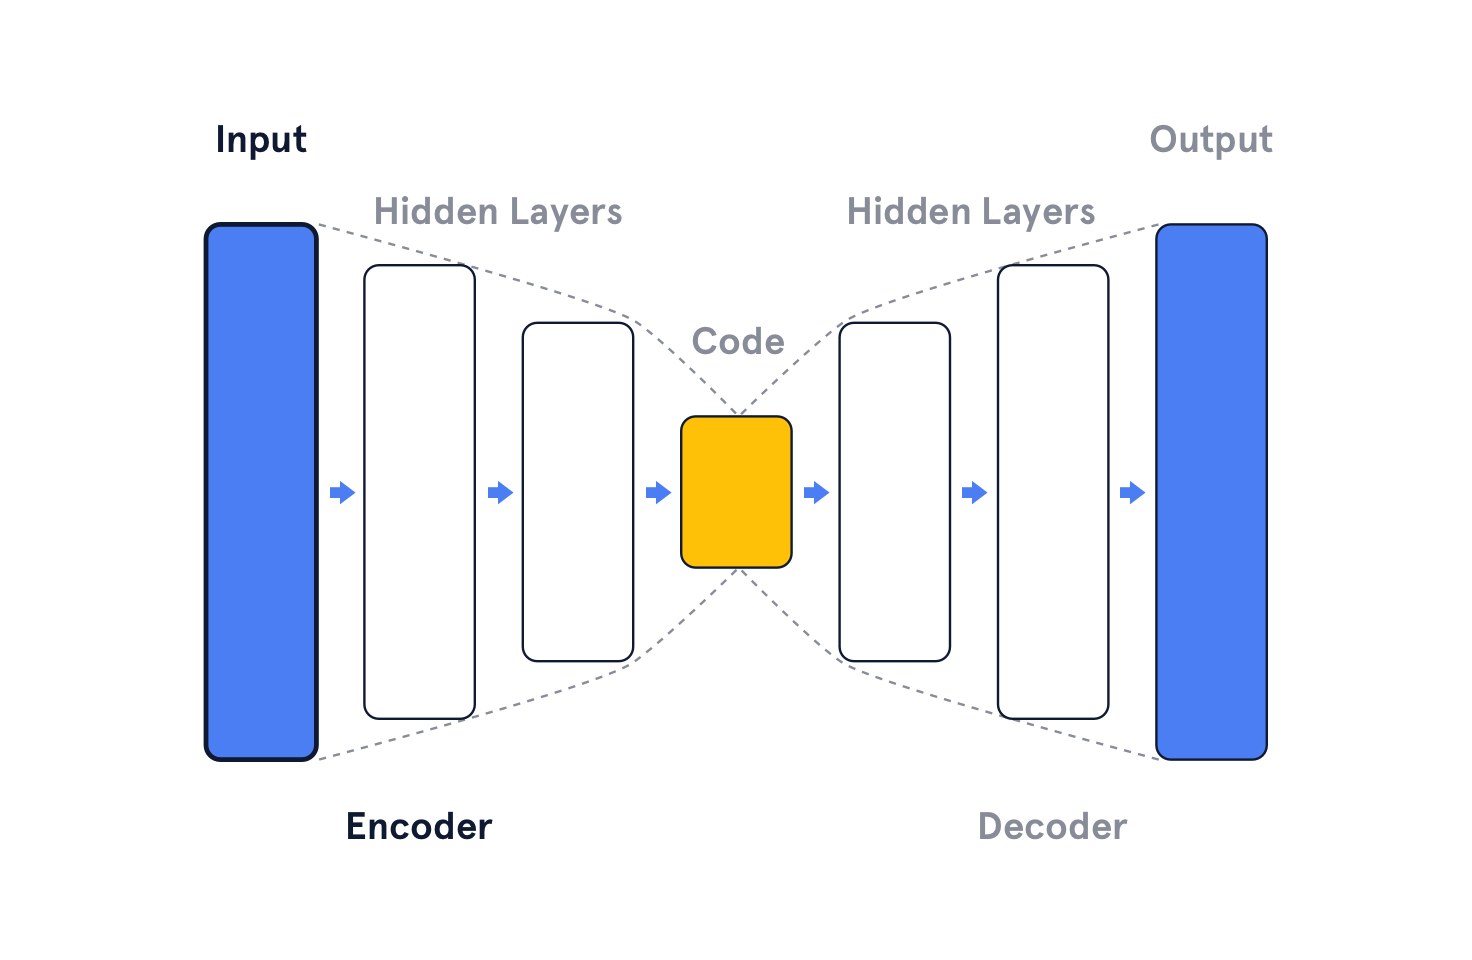 Input
Output
Hidden Layers
Hidden Layers
Code
Encoder
Decoder